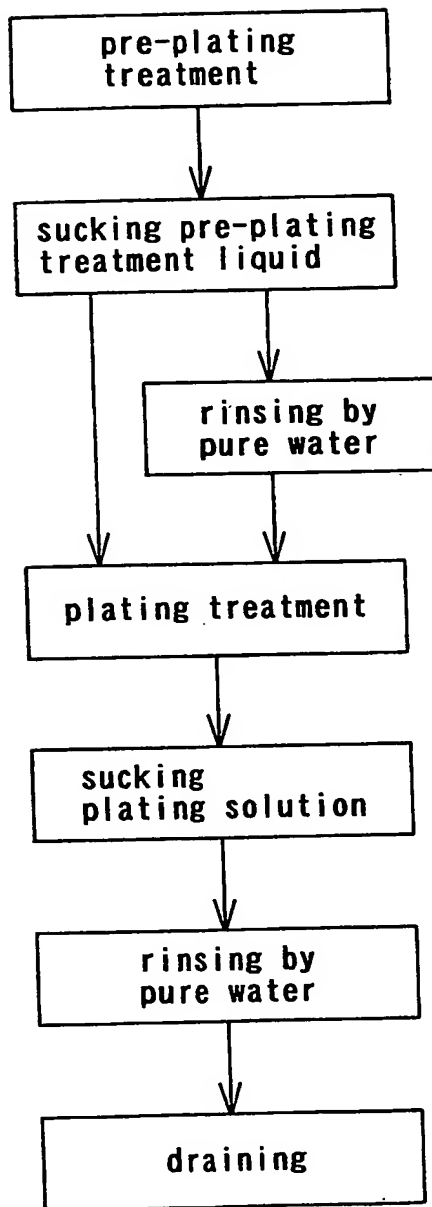 pre-plating
treatment
sucking pre-plating
treatment liquid
rinsing by
pure water
plating treatment
sucking
plating solution
rinsing by
pure water
draining